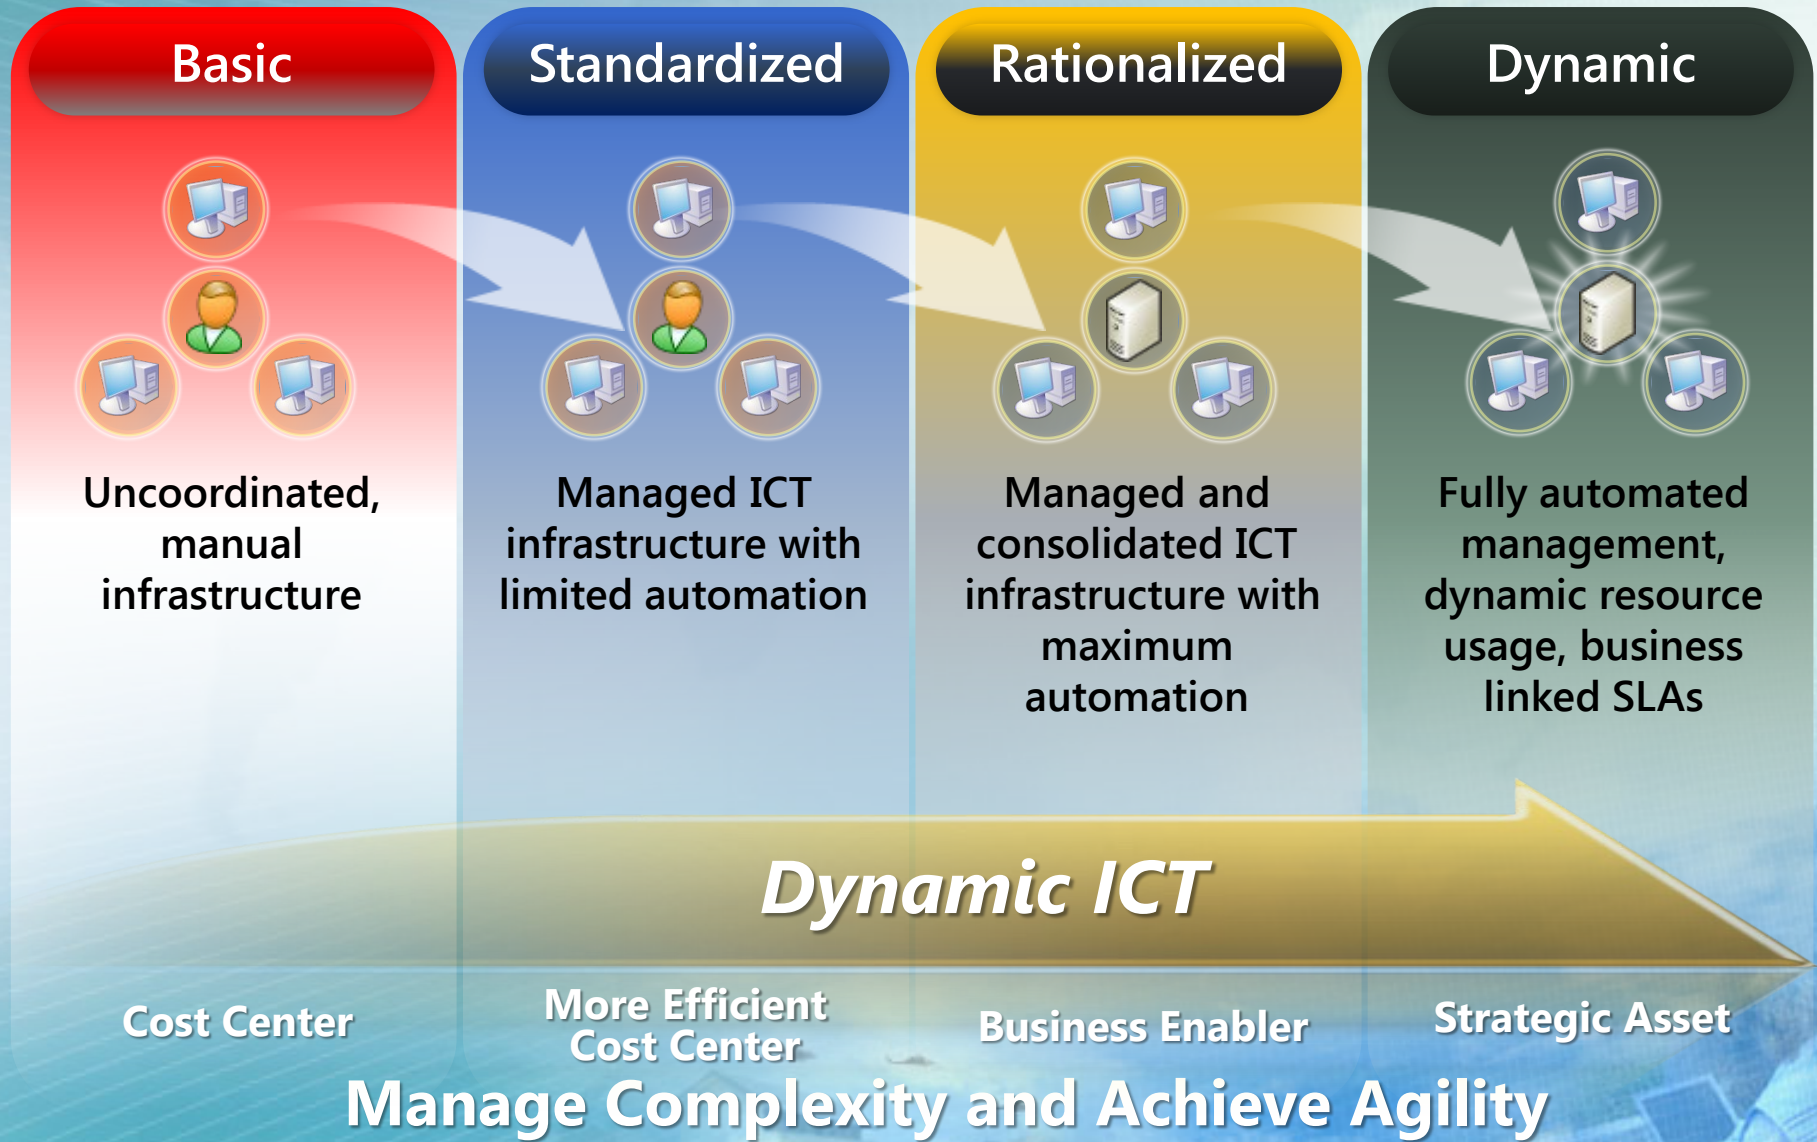 Basic
Uncoordinated,
manual
infrastructure
Standardized
Managed ICT
infrastructure with
limited automation
Rationalized
Managed and
consolidated ICT
infrastructure with
maximum
automation
Dynamic
Fully automated
management,
dynamic resource
usage, business
linked SLAs
Dynamic ICT
Cost Center
More Efficient
Cost Center
Business Enabler
Strategic Asset
Manage Complexity and Achieve Agility